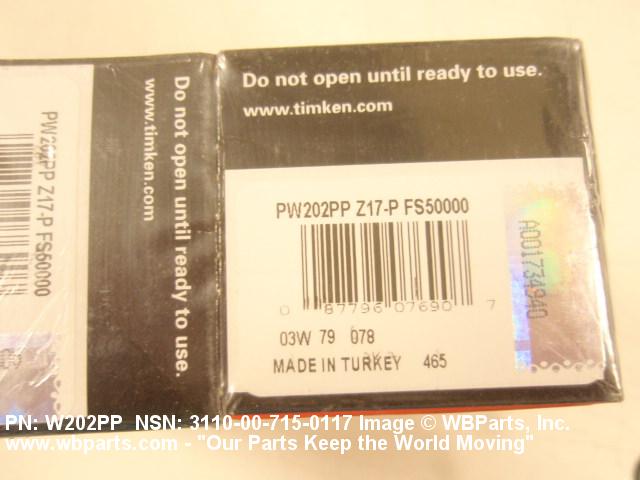 Do not open until ready to use.
www.timken.com
PW202PP Z17-P FS50000
Do not open until ready to use.
www.timken.com
PW202PP Z17-P FS50000
0 87796 07690 7
03W 79 078
MADE IN TURKEY 465
A001734940
PN: W202PP NSN: 3110-00-715-0117 Image © WBParts, Inc.
www.wbparts.com - "Our Parts Keep the World Moving"